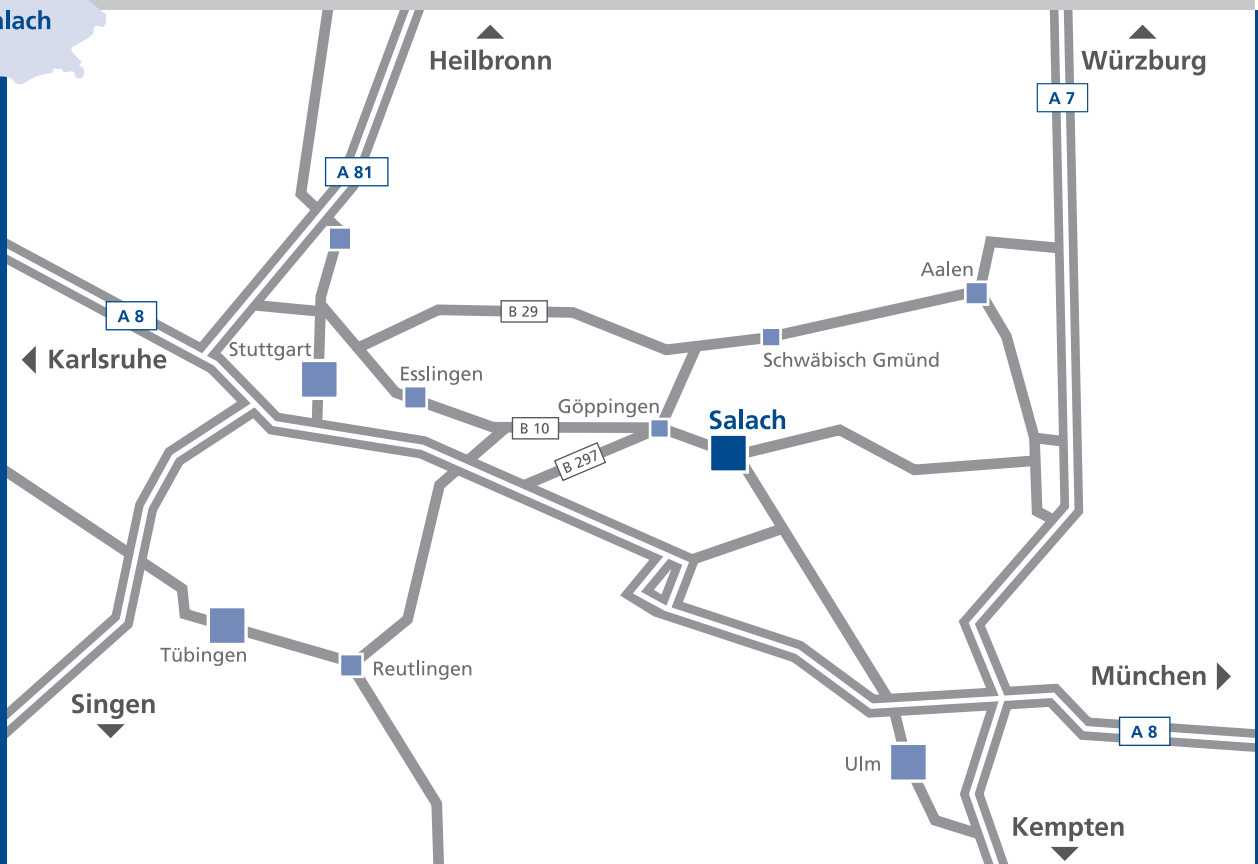 Heilbronn
Würzburg
A 7
A 81
Aalen
B 29
A 8
Karlsruhe
Stuttgart
Schwäbisch Gmünd
Esslingen
Göppingen
Salach
B 10
B 297
Tübingen
Reutlingen
München
Singen
A 8
Ulm
Kempten